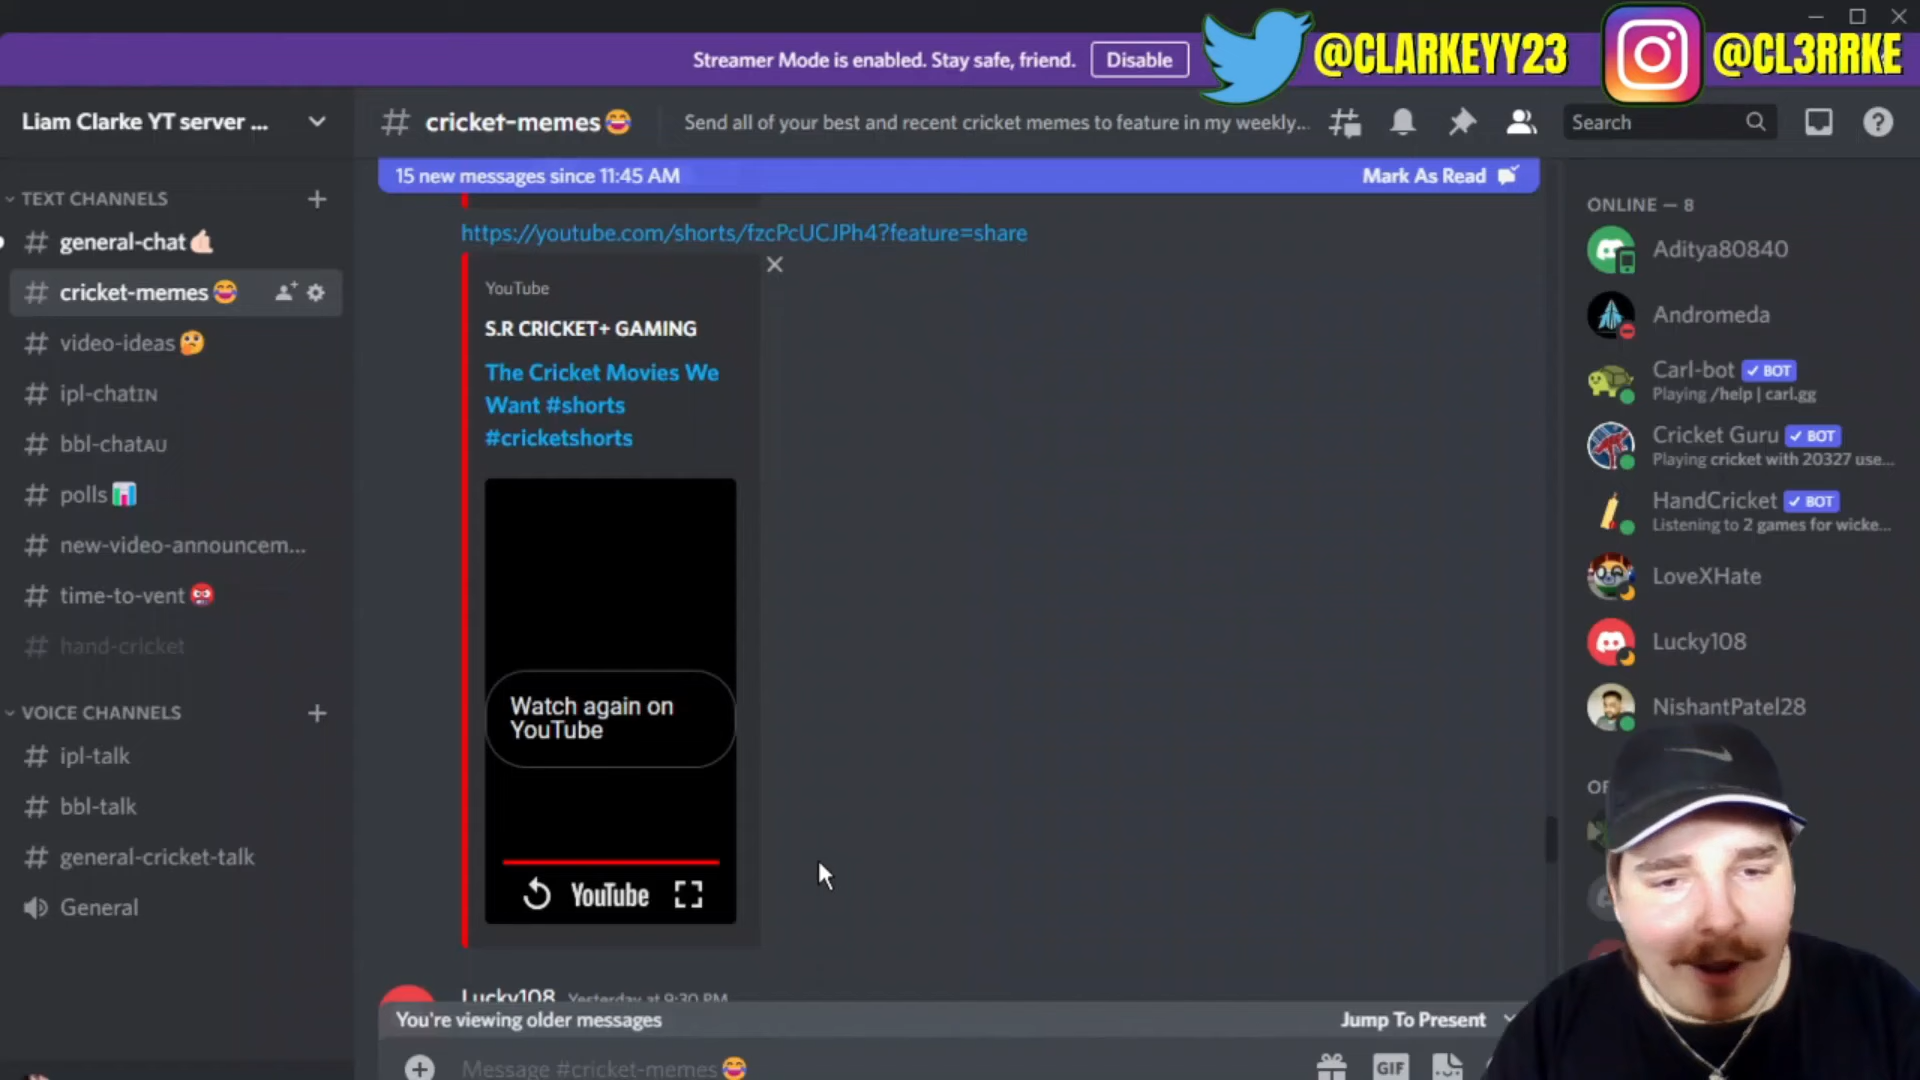 Streamer Mode is enabled. Stay safe, friend.
Disable
@CLARKEYY23
@CL3RRKE
Liam Clarke YT server ...
cricket-memes😂
Send all of your best and recent cricket memes to feature in my weekly...
Search
15 new messages since 11:45 AM
Mark As Read
TEXT CHANNELS
general-chat🤙🏻
cricket-memes😂
video-ideas🤔
ipl-chatIN
bbl-chatAU
polls📊
new-video-announcem...
time-to-vent👹
hand-cricket
VOICE CHANNELS
ipl-talk
bbl-talk
general-cricket-talk
General
https://youtube.com/shorts/fzcPcUCJPh4?feature=share
YouTube
S.R CRICKET+ GAMING
The Cricket Movies We
Want #shorts
#cricketshorts
Watch again on
YouTube
YouTube
Lucky108 Yesterday at 9:30 PM
You're viewing older messages
Jump To Present
Message #cricket-memes😂
GIF
ONLINE — 8
Aditya80840
Andromeda
Carl-bot ✓ BOT
Playing /help | carl.gg
Cricket Guru ✓ BOT
Playing cricket with 20327 use...
HandCricket ✓ BOT
Listening to 2 games for wicke...
LoveXHate
Lucky108
NishantPatel28